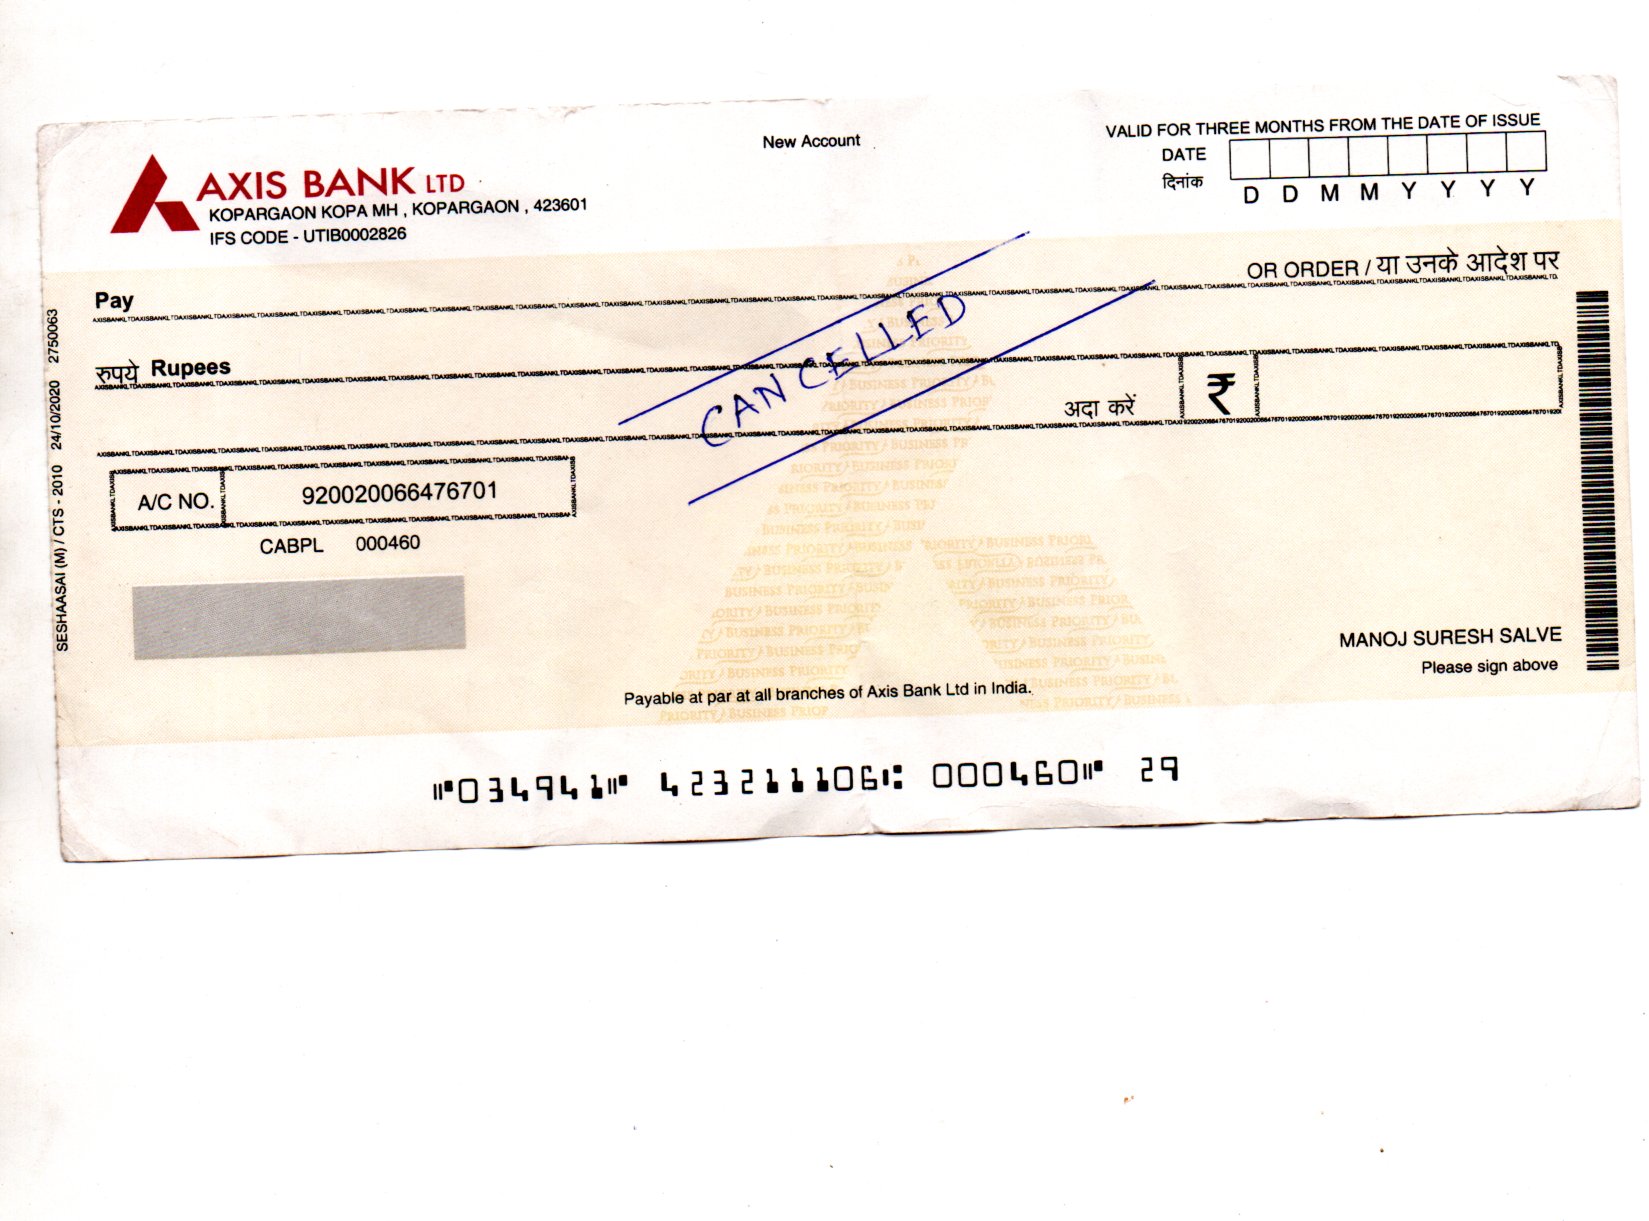 New Account
VALID FOR THREE MONTHS FROM THE DATE OF ISSUE
DATE
दिनांक
D D M M Y Y Y Y
AXIS BANK LTD
KOPARGAON KOPA MH , KOPARGAON , 423601
IFS CODE - UTIB0002826
Pay
OR ORDER / या उनके आदेश पर
रुपये Rupees
CANCELLED
अदा करें ₹
A/C NO. 920020066476701
CABPL 000460
SESHAASAI (M) / CTS - 2010 24/10/2020 2750063
MANOJ SURESH SALVE
Please sign above
Payable at par at all branches of Axis Bank Ltd in India.
⑈034941⑈ 423211106⑆ 000460⑈ 29